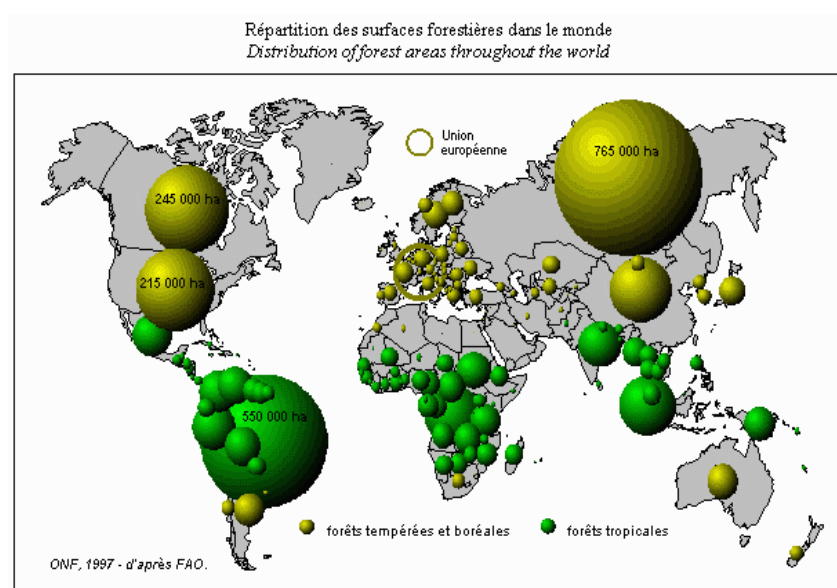 Répartition des surfaces forestières dans le monde
Distribution of forest areas throughout the world
Union
européenne
765 000 ha
245 000 ha
215 000 ha
550 000 ha
forêts tempérées et boréales
forêts tropicales
ONF, 1997 - d'après FAO.